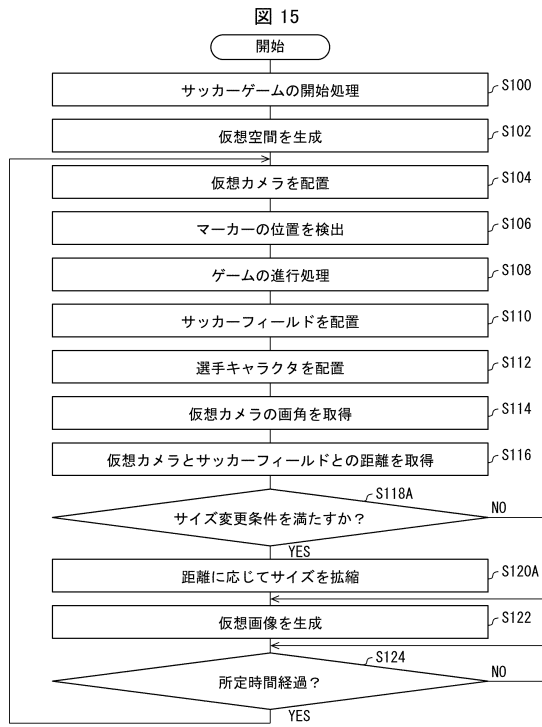 図 15
開始
サッカーゲームの開始処理
S100
仮想空間を生成
S102
仮想カメラを配置
S104
マーカーの位置を検出
S106
ゲームの進行処理
S108
サッカーフィールドを配置
S110
選手キャラクタを配置
S112
仮想カメラの画角を取得
S114
仮想カメラとサッカーフィールドとの距離を取得
S116
S118A
サイズ変更条件を満たすか？
NO
YES
距離に応じてサイズを拡縮
S120A
仮想画像を生成
S122
S124
所定時間経過？
NO
YES